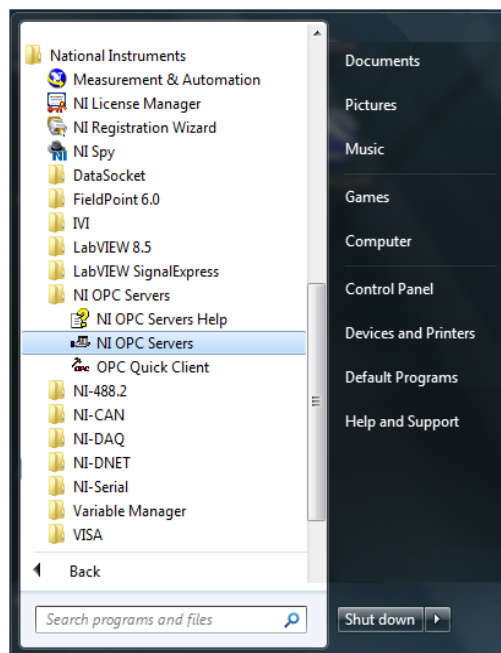 National Instruments
Measurement & Automation
NI License Manager
NI Registration Wizard
NI Spy
DataSocket
FieldPoint 6.0
IVI
LabVIEW 8.5
LabVIEW SignalExpress
NI OPC Servers
NI OPC Servers Help
NI OPC Servers
OPC Quick Client
NI-488.2
NI-CAN
NI-DAQ
NI-DNET
NI-Serial
Variable Manager
VISA
Back
Search programs and files
Documents
Pictures
Music
Games
Computer
Control Panel
Devices and Printers
Default Programs
Help and Support
Shut down